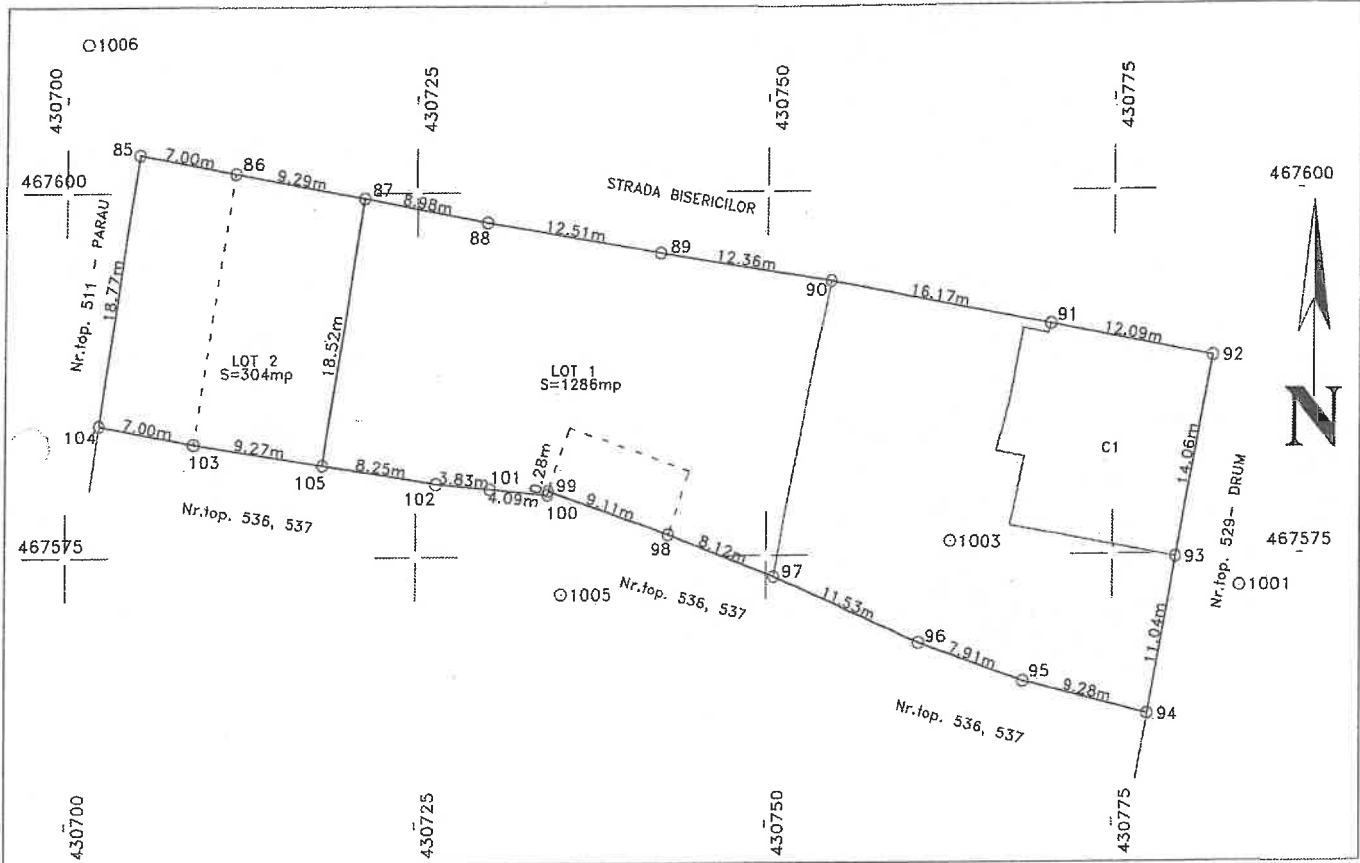 1006
430700
430725
430750
430775
85
7.00m
86
9.29m
87
467600
8.98m
88
STRADA BISERICILOR
467600
12.51m
89
12.36m
90
16.17m
91
12.09m
92
Nr.top. 511 - PARAU
18.77m
18.52m
LOT 2
S=304mp
LOT 1
S=1286mp
N
C1
14.06m
104
7.00m
103
9.27m
105
8.25m
102
3.83m
101
4.09m
0.28m
99
100
9.11m
98
8.12m
97
Nr.top. 536, 537
467575
1003
93
467575
Nr.top. 529- DRUM
1001
1005
Nr.top. 536, 537
11.53m
96
7.91m
95
9.28m
94
11.04m
Nr.top. 536, 537
430700
430725
430750
430775